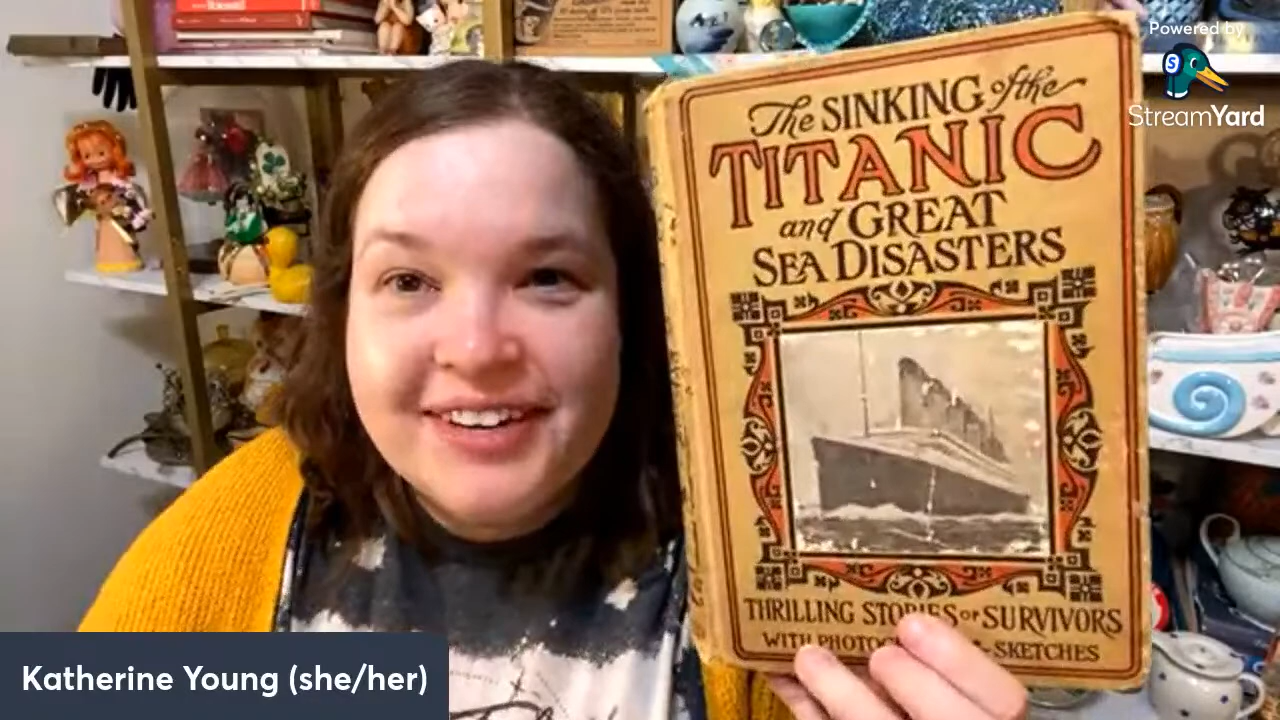 Powered by
StreamYard
The SINKING of the
TITANIC
and GREAT
SEA DISASTERS
THRILLING STORIES OF SURVIVORS
WITH & SKETCHES
Katherine Young (she/her)